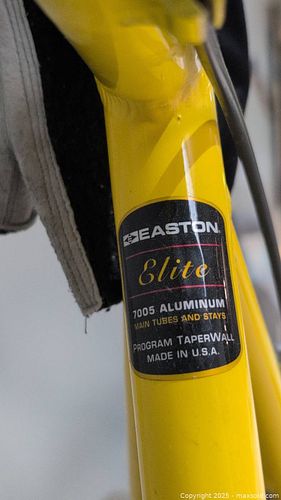 EASTON
Elite
7005 ALUMINUM
MAIN TUBES AND STAYS
PROGRAM TAPERWALL
MADE IN U.S.A.
Copyright 2025 - maxsold.com